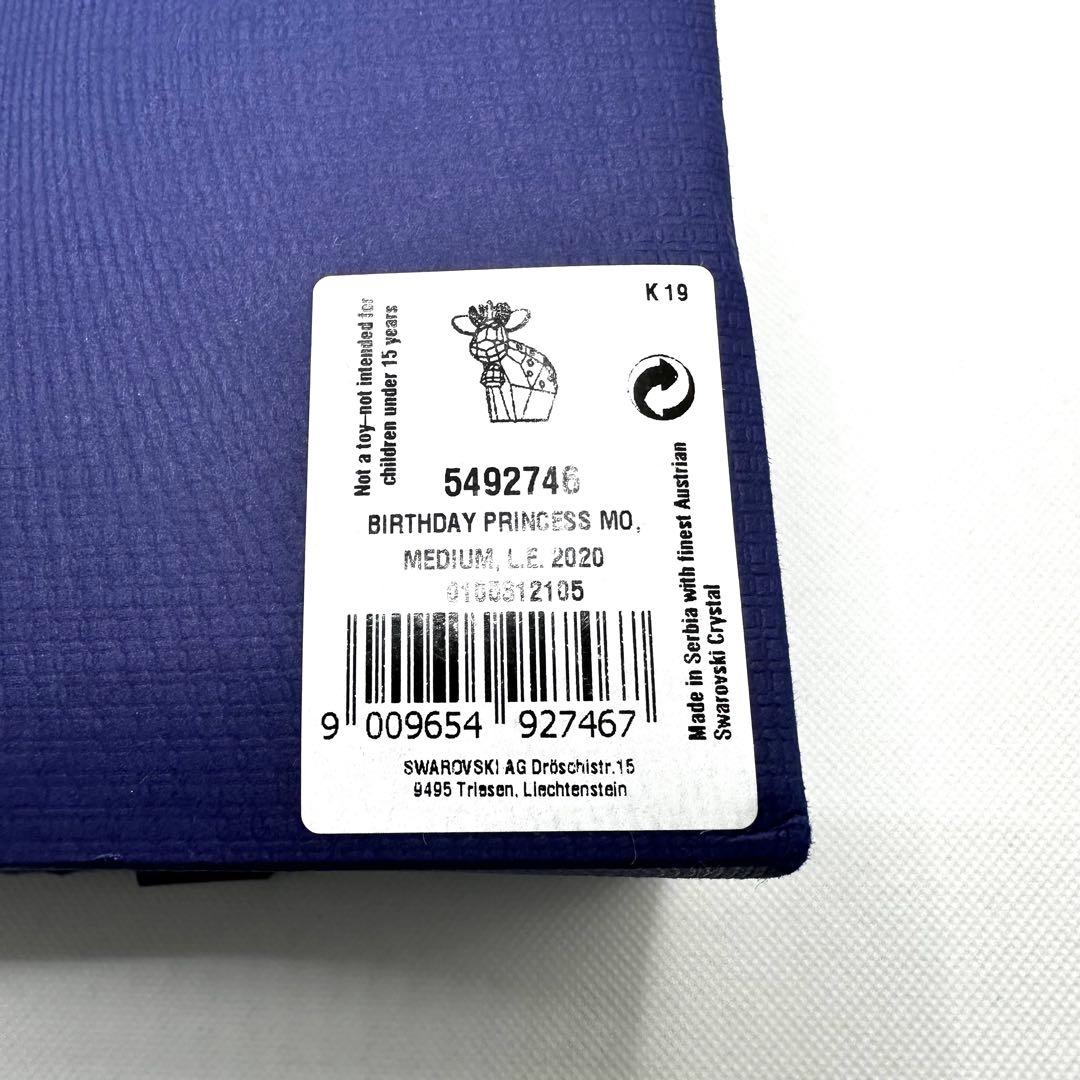 K 19
Not a toy–not intended for
children under 15 years
5492746
BIRTHDAY PRINCESS MO,
MEDIUM, L.E. 2020
9 009654 927467
SWAROVSKI AG Dröschistr.15
9495 Triesen, Liechtenstein
Made in Serbia with finest Austrian
Swarovski Crystal